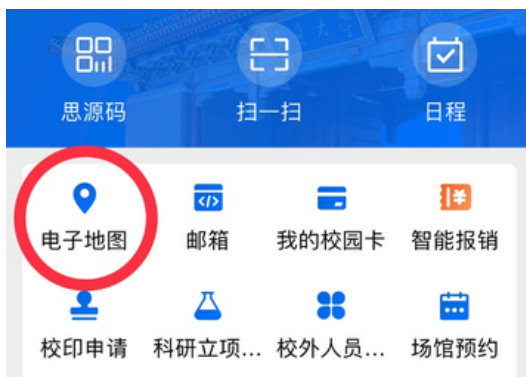 思源码 扫一扫 日程
电子地图 邮箱 我的校园卡 智能报销
校印申请 科研立项... 校外人员... 场馆预约